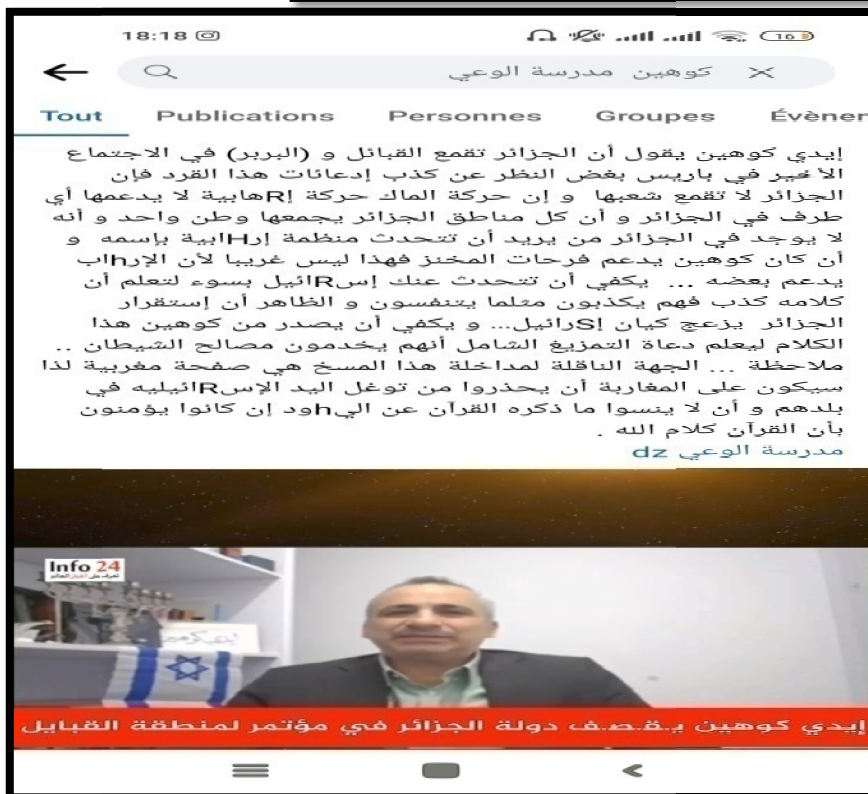 18:18
16
كوهين مدرسة الوعي
Tout Publications Personnes Groupes Évèner
إيدي كوهين يقول أن الجزائر تقمع القبائل و (البربر) في الاجتماع
الأخير في باريس بغض النظر عن كذب إدعائات هذا القرد فإن
الجزائر لا تقمع شعبها و إن حركة الماك حركة إRهابية لا يدعمها أي
طرف في الجزائر و أن كل مناطق الجزائر يجمعها وطن واحد و أنه
لا يوجد في الجزائر من يريد أن تتحدث منظمة إرHابية بإسمه و
أن كان كوهين يدعم فرحات المخنز فهذا ليس غريبا لأن الإرhاب
يدعم بعضه ... يكفي أن تتحدث عنك إسRائيل بسوء لتعلم أن
كلامه كذب فهم يكذبون مثلما يتنفسون و الظاهر أن إستقرار
الجزائر يزعج كيان إSرائيل... و يكفي أن يصدر من كوهين هذا
الكلام ليعلم دعاة التمزيغ الشامل أنهم يخدمون مصالح الشيطان ..
ملاحظة ... الجهة الناقلة لمداخلة هذا المسخ هي صفحة مغربية لذا
سيكون على المغاربة أن يحذروا من توغل اليد الإسRائيليه في
بلدهم و أن لا ينسوا ما ذكره القرآن عن اليhود إن كانوا يؤمنون
بأن القرآن كلام الله .
مدرسة الوعي dz
Info 24
تعرف على أخبار العالم
إيدي كوهين
إيدي كوهين يـقـصـف دولة الجزائر في مؤتمر لمنطقة القبايل